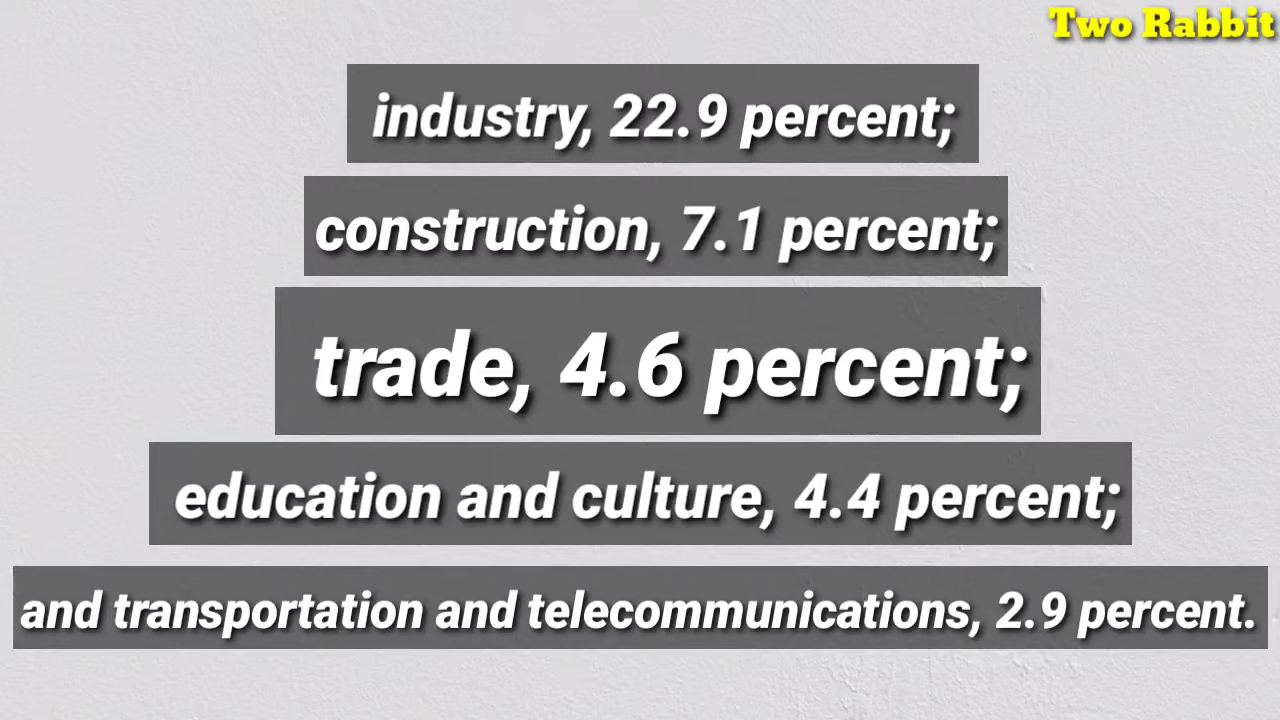 Two Rabbit
industry, 22.9 percent;
construction, 7.1 percent;
trade, 4.6 percent;
education and culture, 4.4 percent;
and transportation and telecommunications, 2.9 percent.